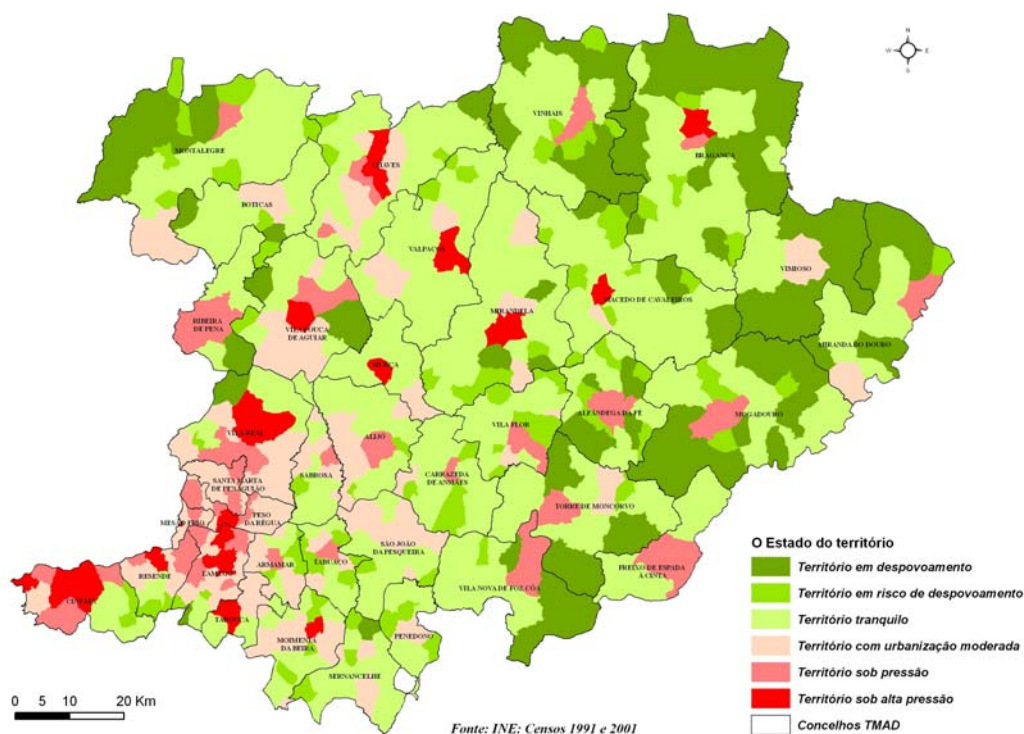 N
W E
S
VINHAIS
BRAGANÇA
MONTALEGRE
CHAVES
BOTICAS
VALPAÇOS
VIMIOSO
MACEDO DE CAVALEIROS
MIRANDELA
RIBEIRA
DE PENA
VILA POUCA
DE AGUIAR
MIRANDA DO DOURO
MURÇA
ALFÂNDEGA DA FÉ
MOGADOURO
VILA REAL
ALIJÓ
VILA FLOR
SABROSA
CARRAZEDA
DE ANSIÃES
SANTA MARTA
DE PENAGUIÃO
TORRE DE MONCORVO
MESÃO FRIO
PESO
DA RÉGUA
SÃO JOÃO
DA PESQUEIRA
RESENDE
LAMEGO
ARMAMAR
TABUAÇO
FREIXO DE ESPADA
À CINTA
VILA NOVA DE FOZ CÔA
CINFÃES
TAROUCA
MOIMENTA
DA BEIRA
PENEDONO
SERNANCELHE
O Estado do território
Território em despovoamento
Território em risco de despovoamento
Território tranquilo
Território com urbanização moderada
Território sob pressão
Território sob alta pressão
Concelhos TMAD
0 5 10 20 Km
Fonte: INE: Censos 1991 e 2001